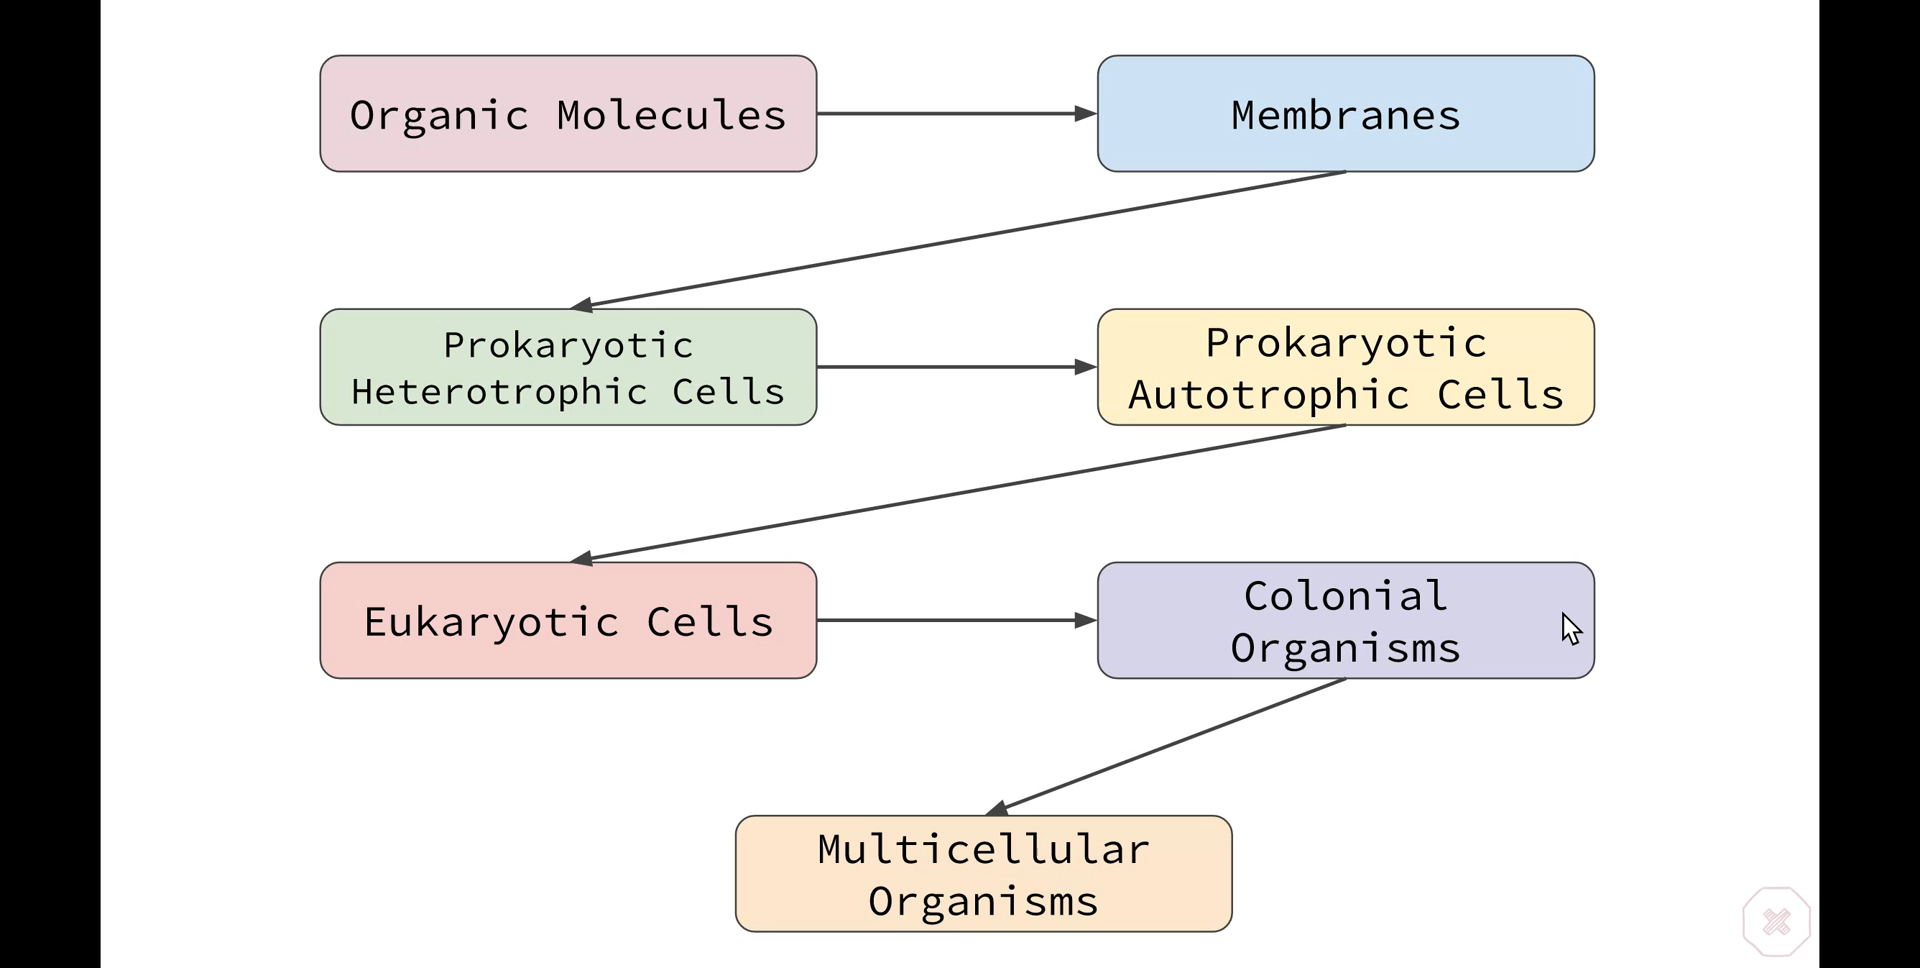 Organic Molecules
Membranes
Prokaryotic
Heterotrophic Cells
Prokaryotic
Autotrophic Cells
Eukaryotic Cells
Colonial
Organisms
Multicellular
Organisms